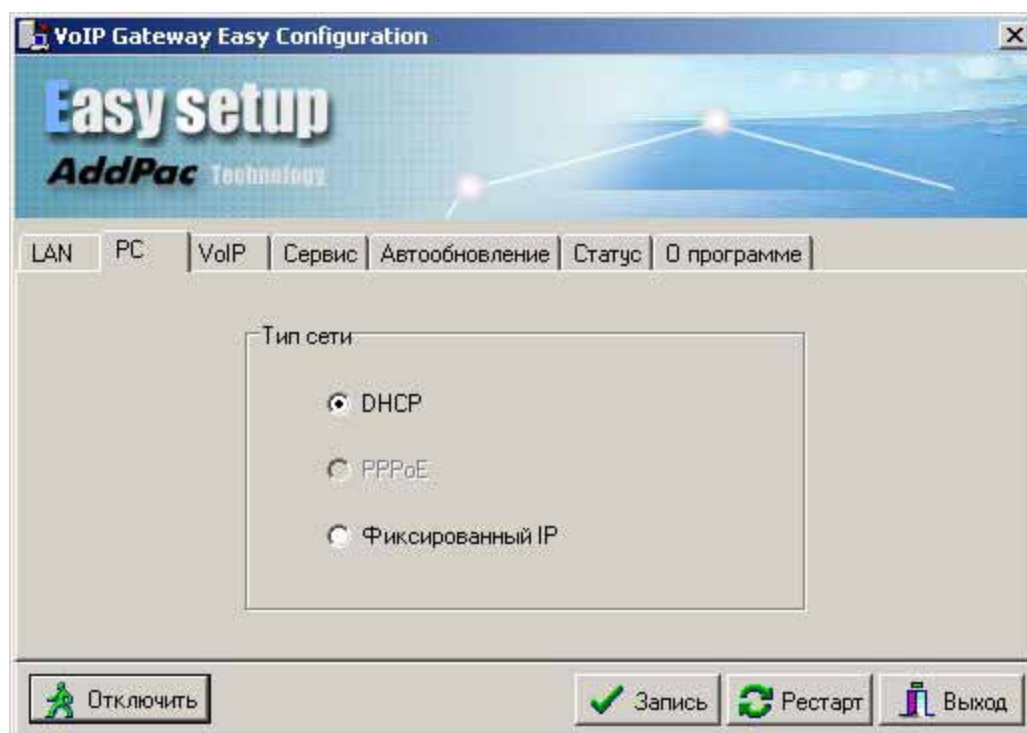 VoIP Gateway Easy Configuration
Easy setup
AddPac Technology
LAN PC VoIP Сервис Автообновление Статус О программе
Тип сети
DHCP
PPPoE
Фиксированный IP
Отключить Запись Рестарт Выход